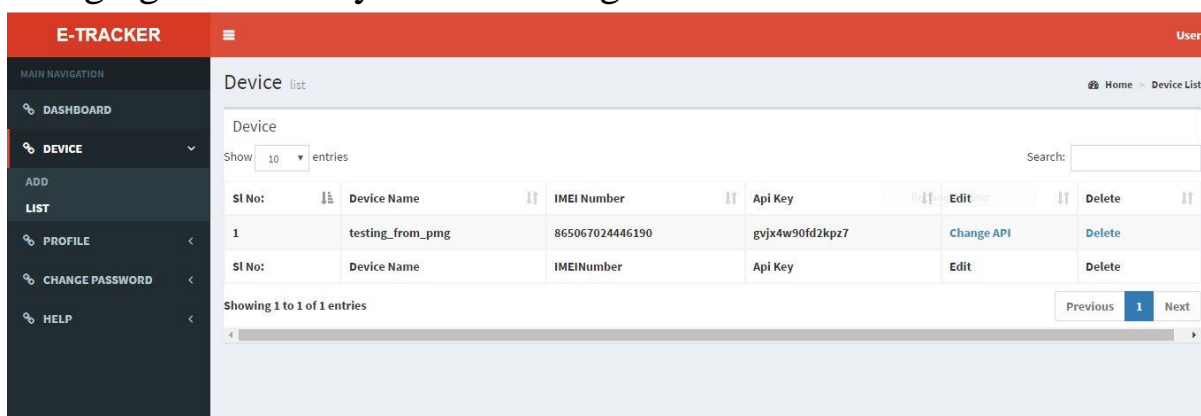 E-TRACKER
User
MAIN NAVIGATION
DASHBOARD
DEVICE
ADD
LIST
PROFILE
CHANGE PASSWORD
HELP
Device list
Home > Device List
Device
Show 10 entries
Search:
Sl No: Device Name IMEI Number Api Key Edit Delete
1 testing_from_pmg 865067024446190 gvjx4w90fd2kpz7 Change API Delete
Sl No: Device Name IMEINumber Api Key Edit Delete
Showing 1 to 1 of 1 entries
Previous 1 Next